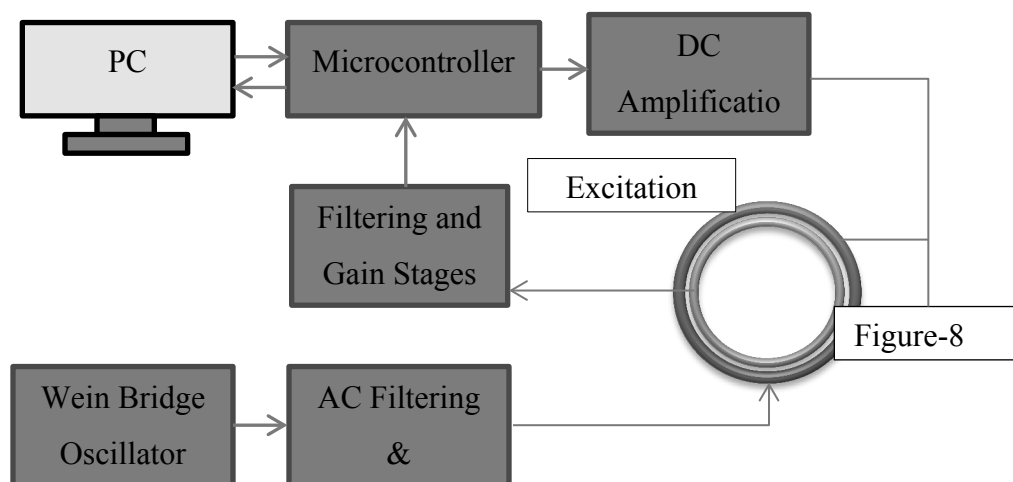 PC
Microcontroller
DC
Amplificatio
Excitation
Filtering and
Gain Stages
Figure-8
Wein Bridge
Oscillator
AC Filtering
&